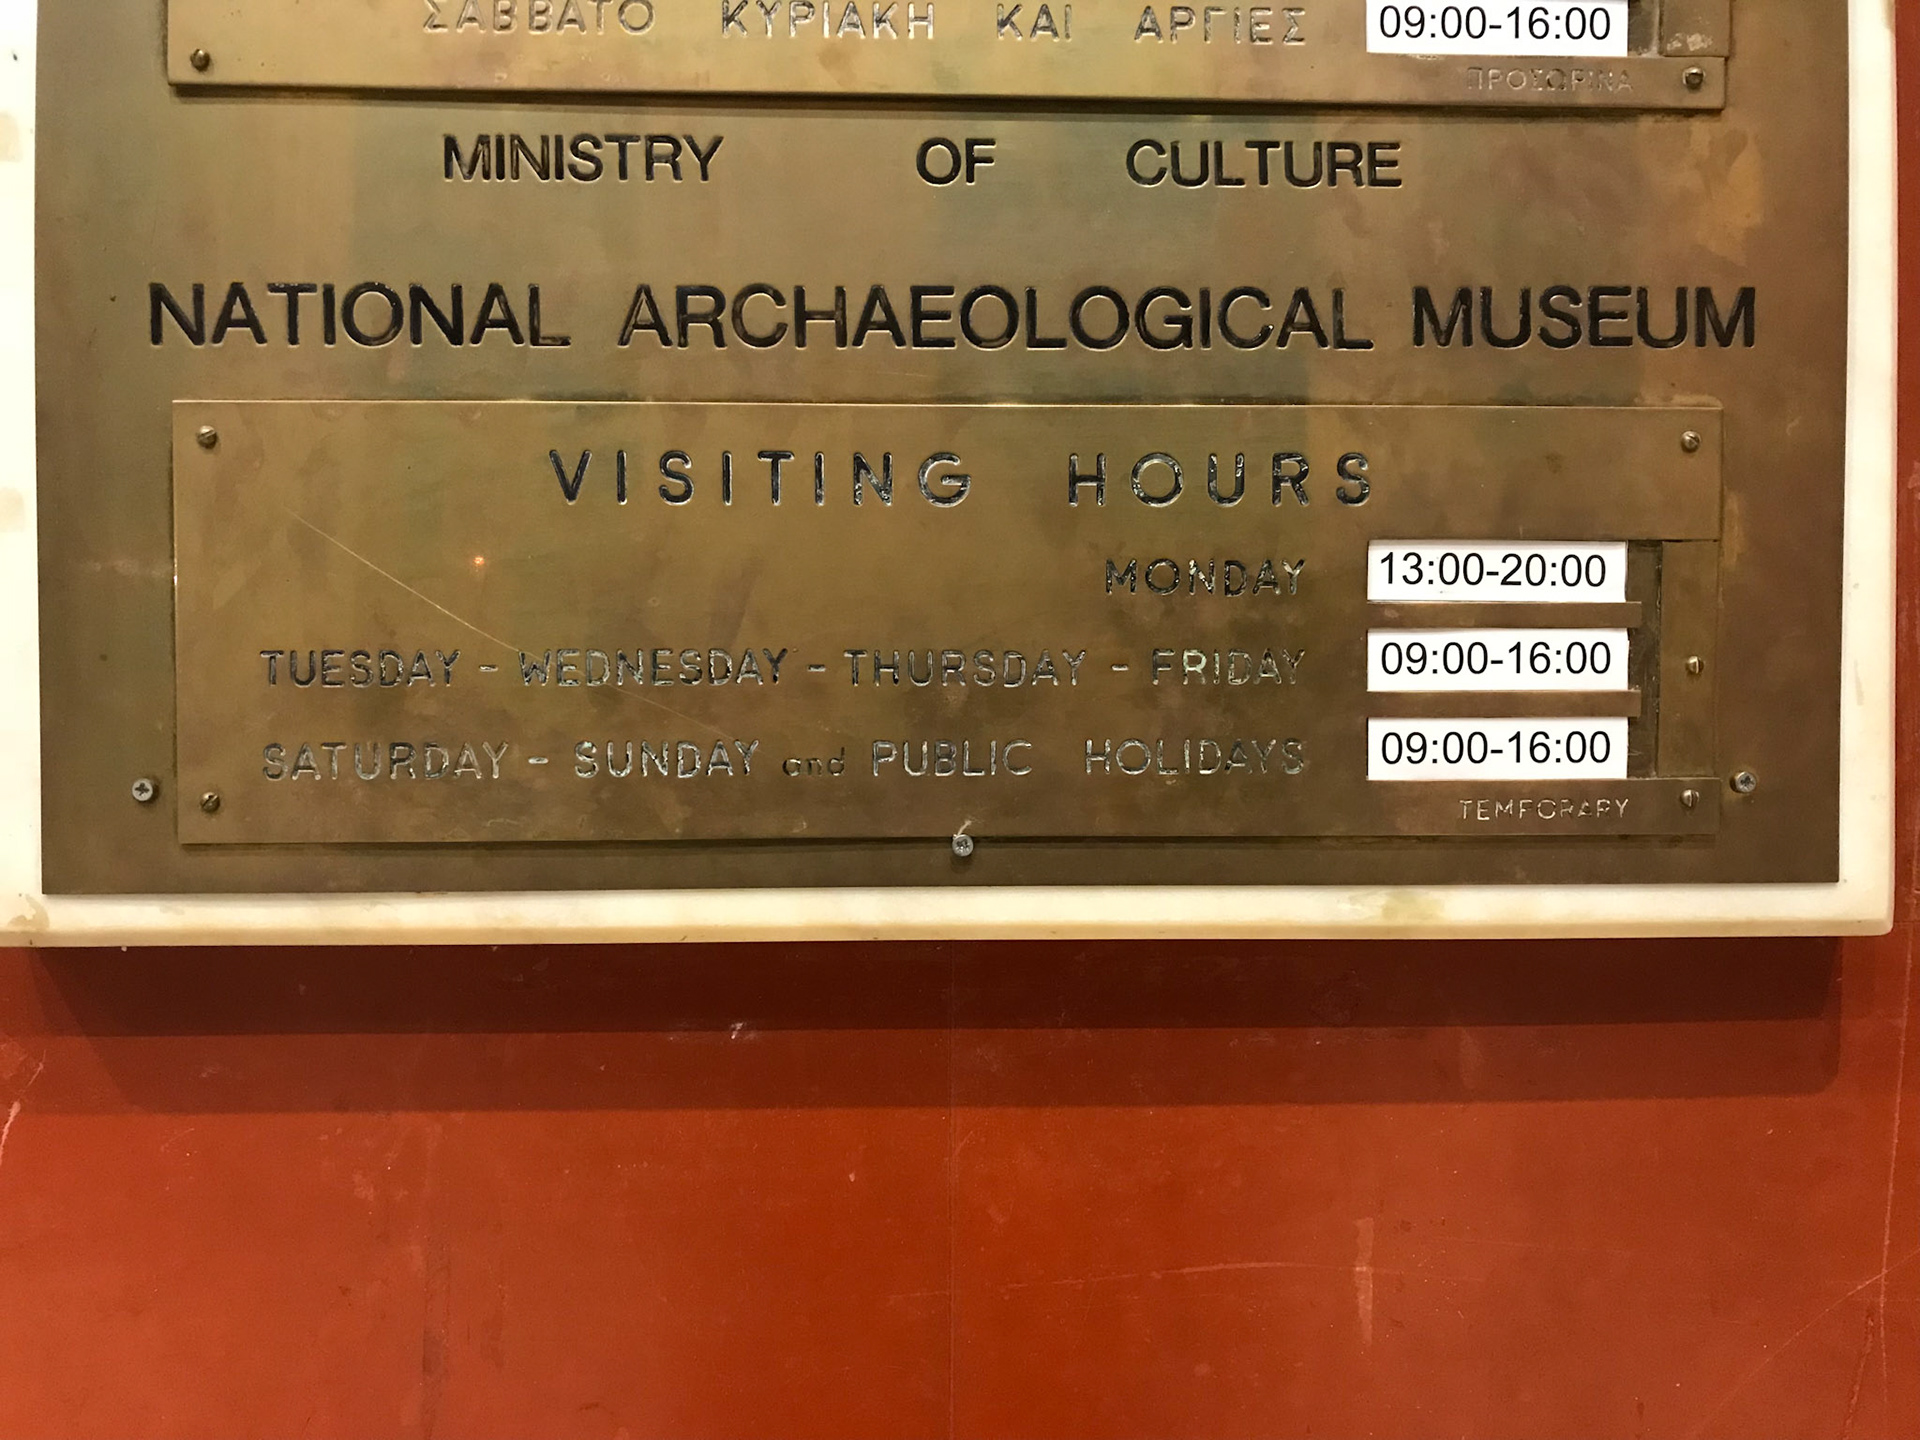 ΣΑΒΒΑΤΟ ΚΥΡΙΑΚΗ ΚΑΙ ΑΡΓΙΕΣ 09:00-16:00
ΠΡΟΣΩΡΙΝΑ
MINISTRY OF CULTURE
NATIONAL ARCHAEOLOGICAL MUSEUM
VISITING HOURS
MONDAY 13:00-20:00
TUESDAY - WEDNESDAY - THURSDAY - FRIDAY 09:00-16:00
SATURDAY - SUNDAY and PUBLIC HOLIDAYS 09:00-16:00
TEMPORARY